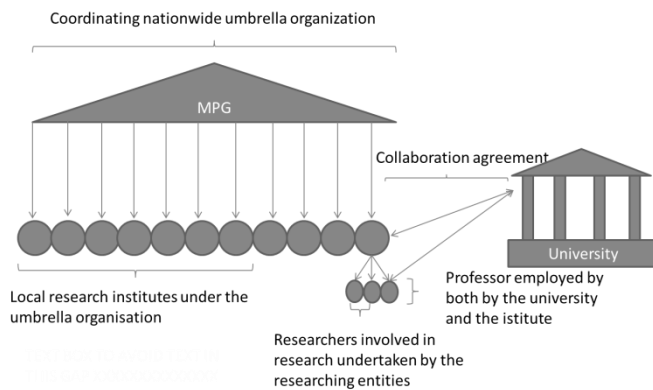 Coordinating nationwide umbrella organization
MPG
Collaboration agreement
University
Local research institutes under the
umbrella organisation
Professor employed by
both by the university
and the istitute
Researchers involved in
research undertaken by the
researching entities